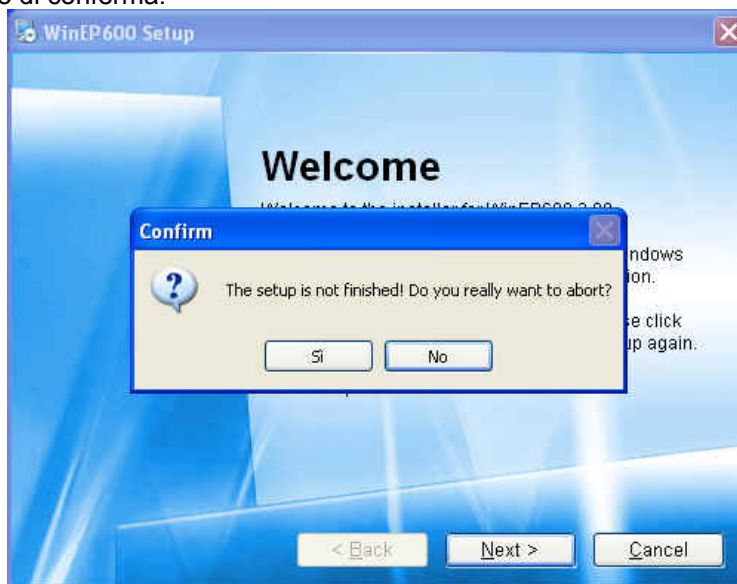 di conferma.
WinEP600 Setup
Welcome
Confirm
ndows
ion.
The setup is not finished! Do you really want to abort?
se click
up again.
Sì
No
< Back
Next >
Cancel